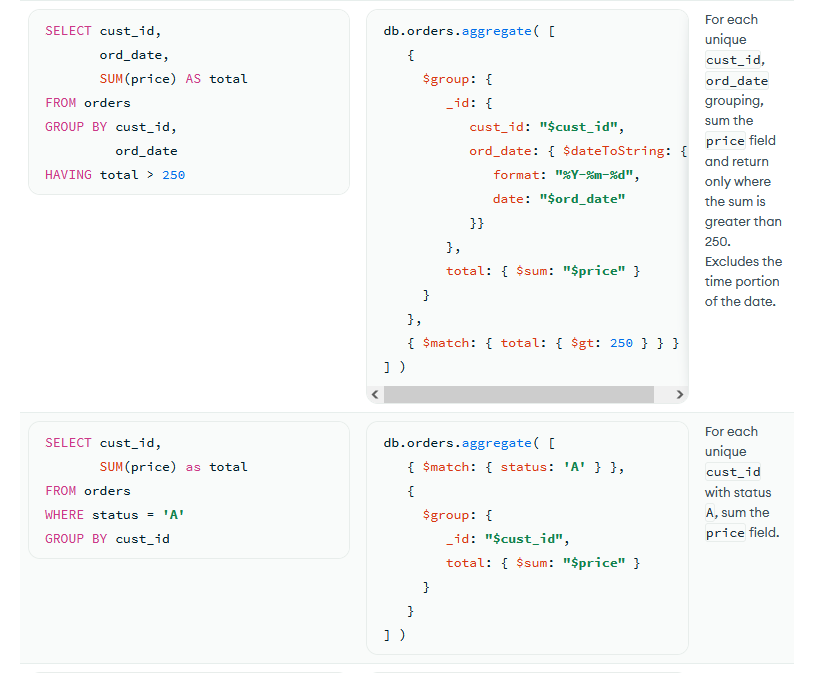 SELECT cust_id,
       ord_date,
       SUM(price) AS total
FROM orders
GROUP BY cust_id,
         ord_date
HAVING total > 250
db.orders.aggregate( [
   {
     $group: {
        _id: {
           cust_id: "$cust_id",
           ord_date: { $dateToString: {
              format: "%Y-%m-%d",
              date: "$ord_date"
           }}
        },
        total: { $sum: "$price" }
     }
   },
   { $match: { total: { $gt: 250 } } }
] )
For each
unique
cust_id,
ord_date
grouping,
sum the
price field
and return
only where
the sum is
greater than
250.
Excludes the
time portion
of the date.
SELECT cust_id,
       SUM(price) as total
FROM orders
WHERE status = 'A'
GROUP BY cust_id
db.orders.aggregate( [
   { $match: { status: 'A' } },
   {
     $group: {
        _id: "$cust_id",
        total: { $sum: "$price" }
     }
   }
] )
For each
unique
cust_id
with status
A, sum the
price field.